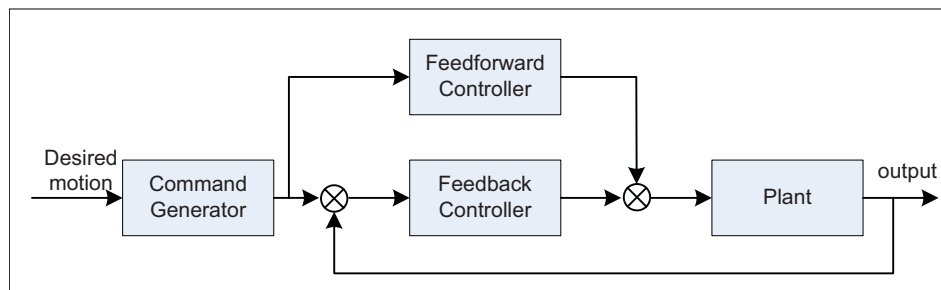 Feedforward
Controller
Desired
motion
Command
Generator
Feedback
Controller
Plant
output